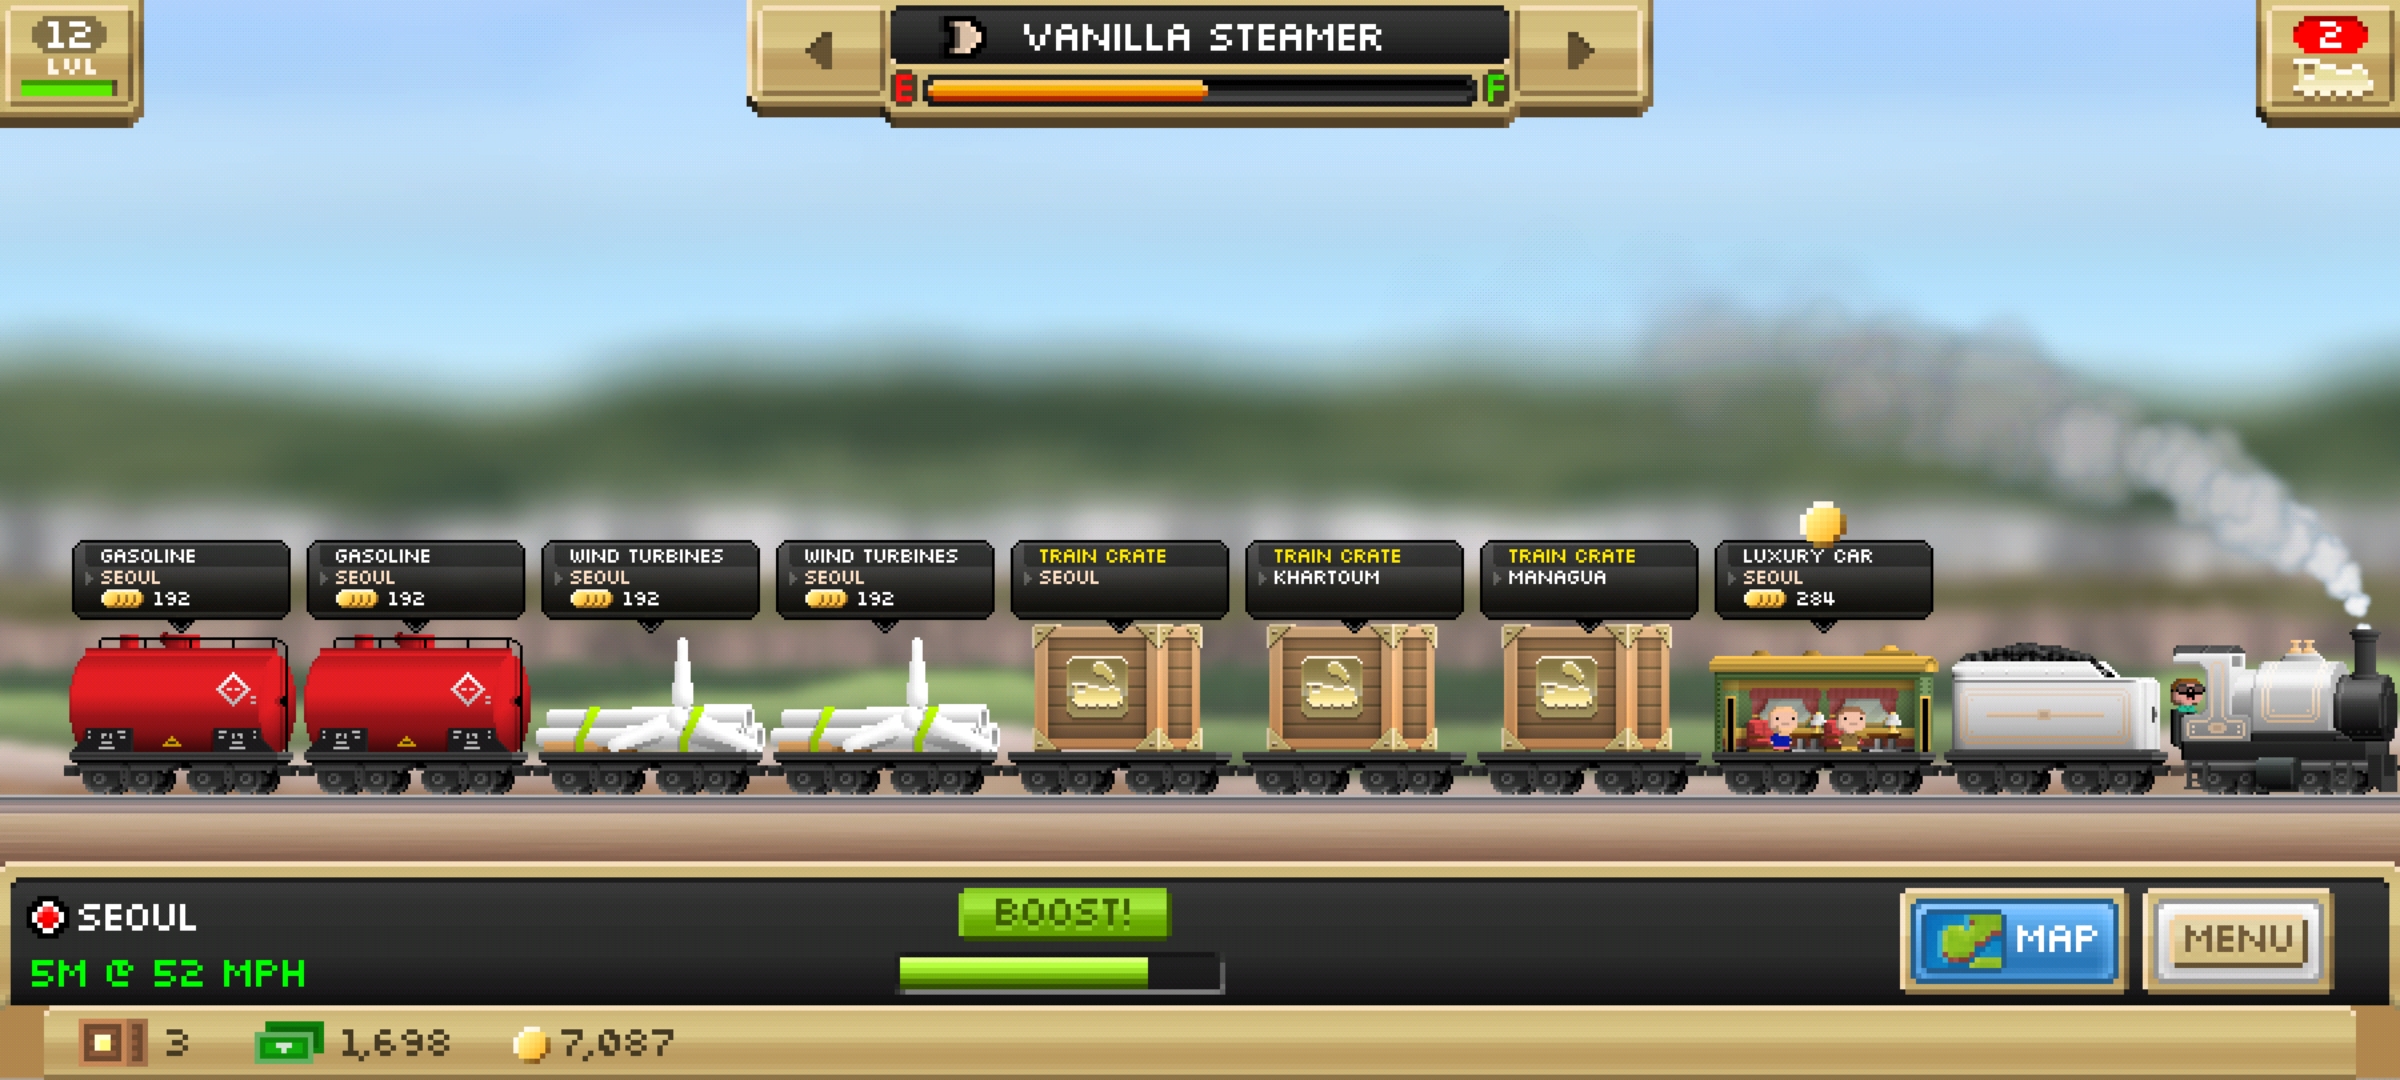 12
LVL
VANILLA STEAMER
E
F
2
GASOLINE
SEOUL
192
GASOLINE
SEOUL
192
WIND TURBINES
SEOUL
192
WIND TURBINES
SEOUL
192
TRAIN CRATE
SEOUL
TRAIN CRATE
KHARTOUM
TRAIN CRATE
MANAGUA
LUXURY CAR
SEOUL
284
SEOUL
5M @ 52 MPH
BOOST!
MAP
MENU
3
1,698
7,087